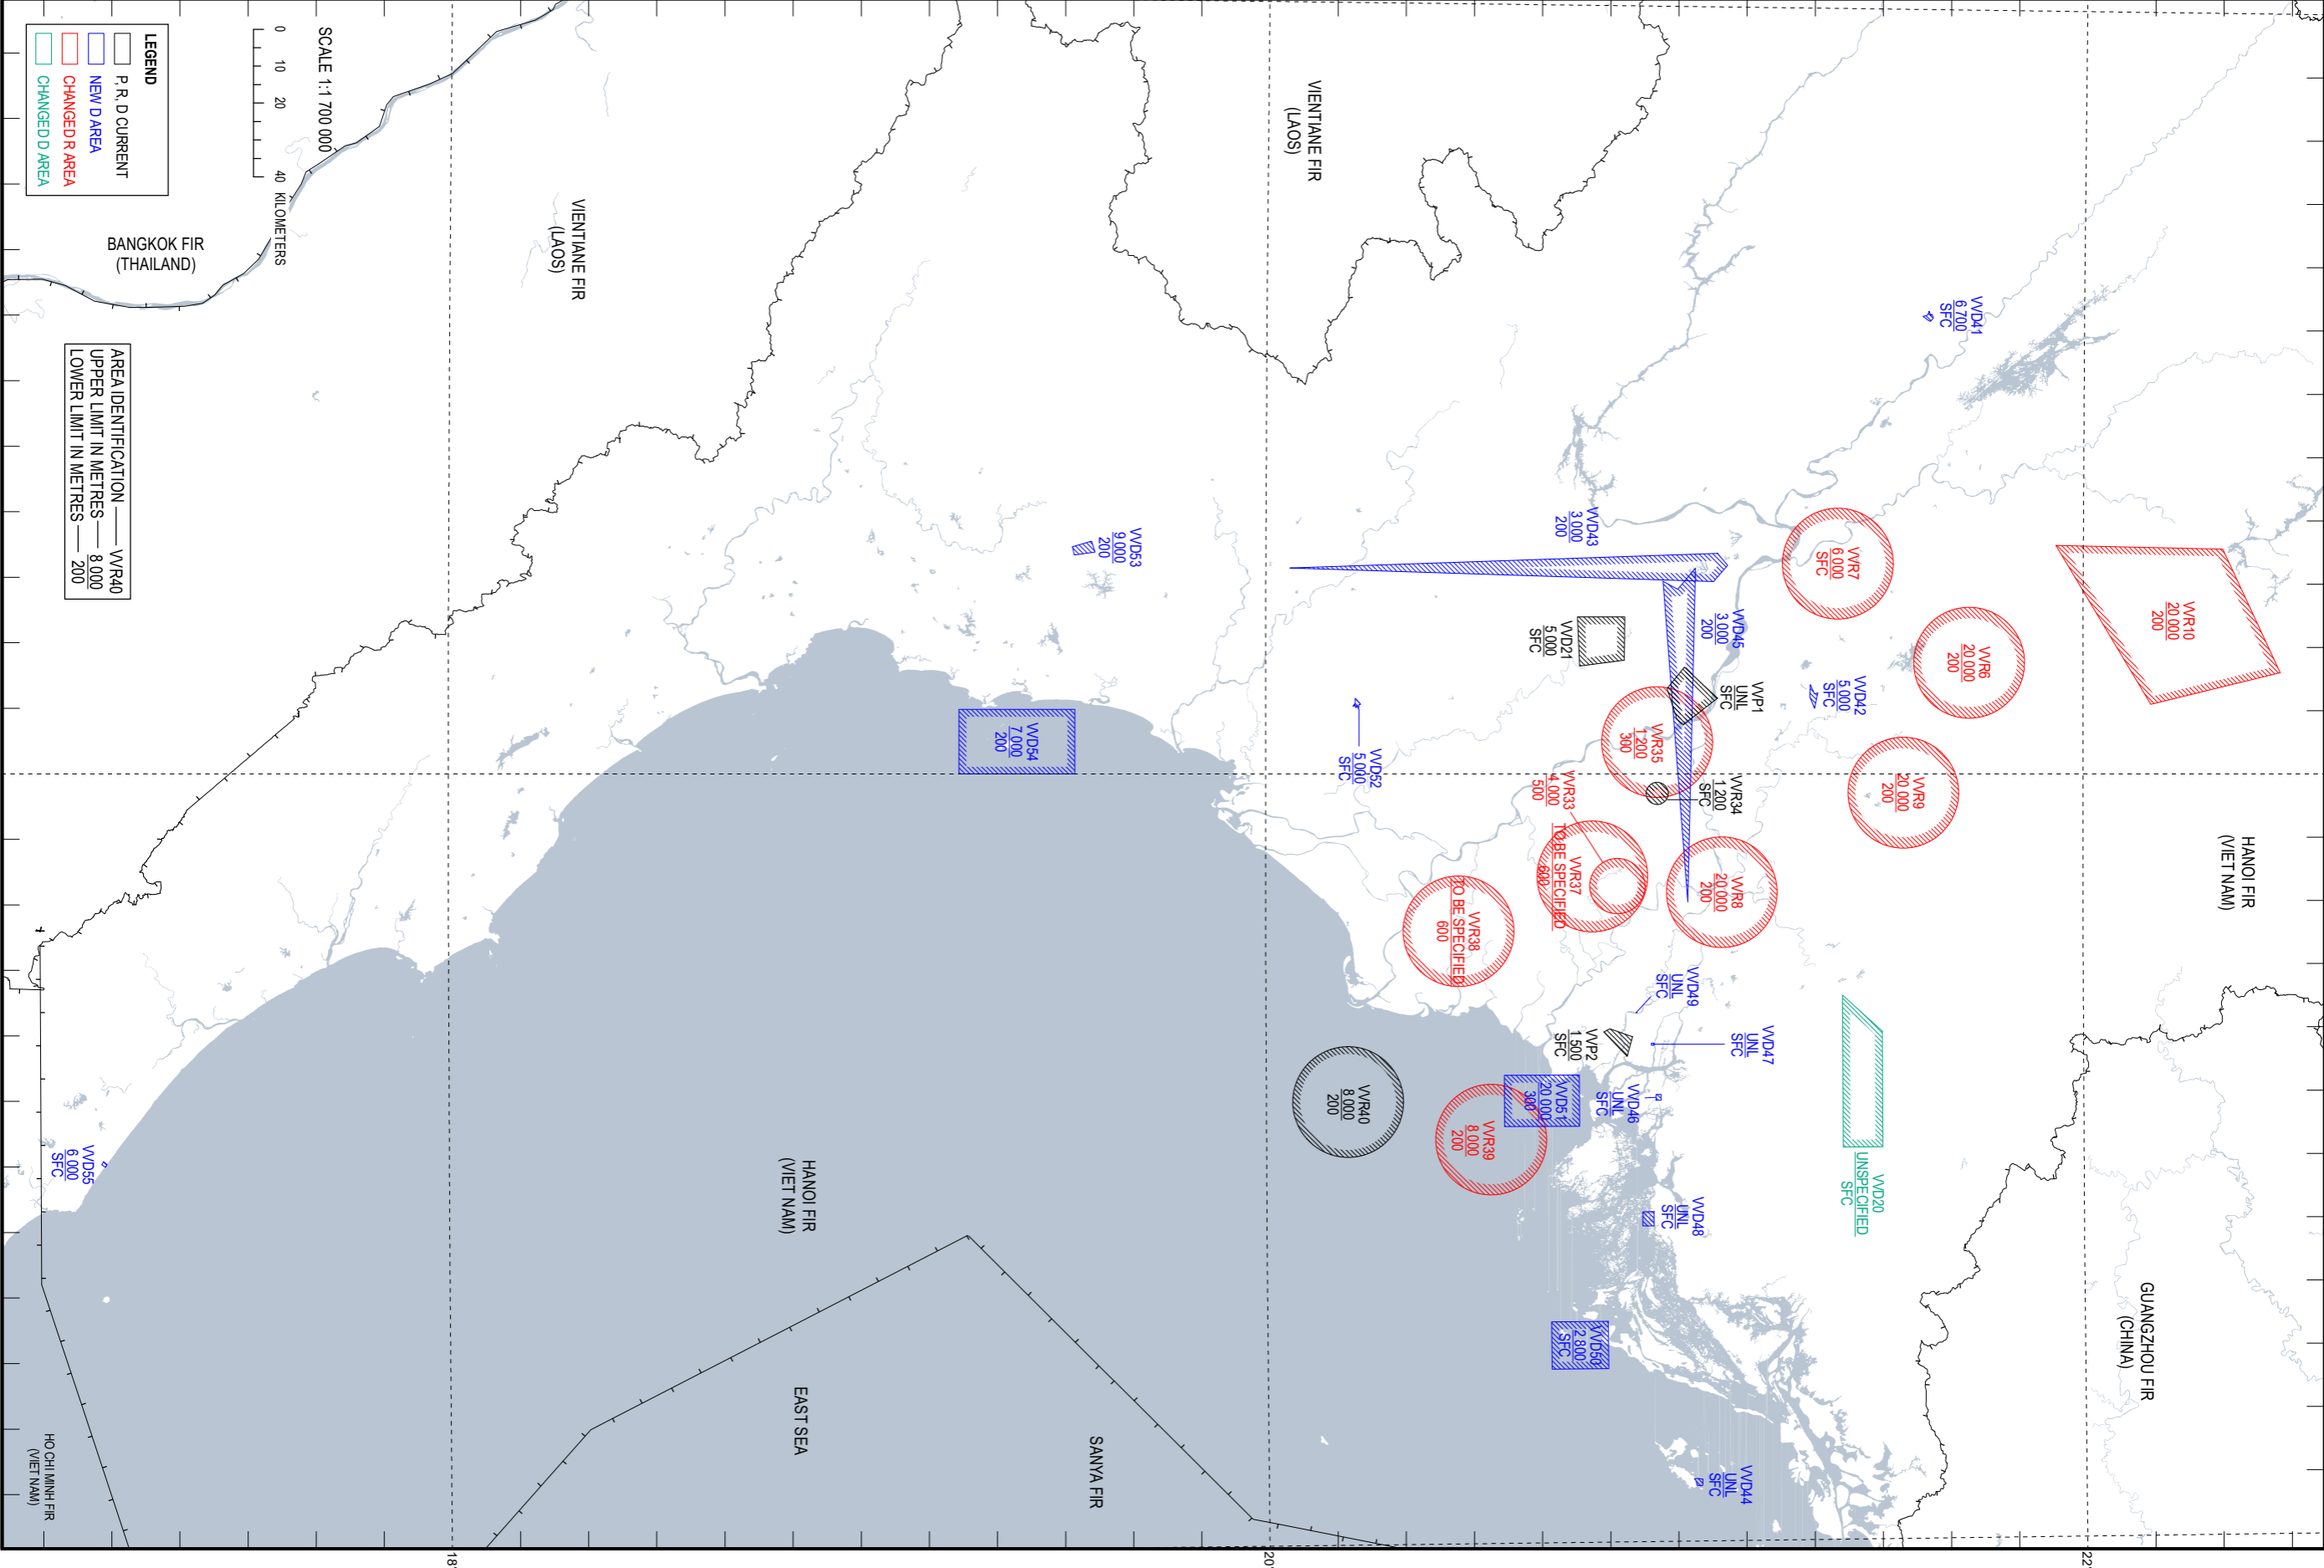 HANOI FIR
(VIET NAM)
GUANGZHOU FIR
(CHINA)
VVR10
20 000
200
VVR6
20 000
200
VVD41
6 700
SFC
VVR9
20 000
200
VVD20
UNSPECIFIED
SFC
VVR7
6 000
SFC
VVD42
5 000
SFC
VVD45
3 000
200
VVP1
UNL
SFC
VVR34
1 200
SFC
VVR8
20 000
200
VVD47
UNL
SFC
VVD44
UNL
SFC
VVD49
UNL
SFC
VVD48
UNL
SFC
VVR35
1 200
300
VVD46
UNL
SFC
VVD43
3 000
200
VVP2
1 500
SFC
VVD50
2 800
SFC
VVR37
TO BE SPECIFIED
600
VVR33
4 000
500
VVD21
5 000
SFC
VVD51
20 000
300
VVR39
8 000
200
VVR38
TO BE SPECIFIED
600
VVD52
5 000
SFC
VVR40
8 000
200
VIENTIANE FIR
(LAOS)
20°
22°
18°
VVD53
9 000
200
SANYA FIR
VVD54
7 000
200
HANOI FIR
(VIET NAM)
EAST SEA
VIENTIANE FIR
(LAOS)
SCALE 1:1 700 000
0 10 20 40 KILOMETERS
BANGKOK FIR
(THAILAND)
LEGEND
P, R, D CURRENT
NEW D AREA
CHANGED R AREA
CHANGED D AREA
AREA IDENTIFICATION VVR40
UPPER LIMIT IN METRES 8 000
LOWER LIMIT IN METRES 200
VVD55
6 000
SFC
HO CHI MINH FIR
(VIET NAM)